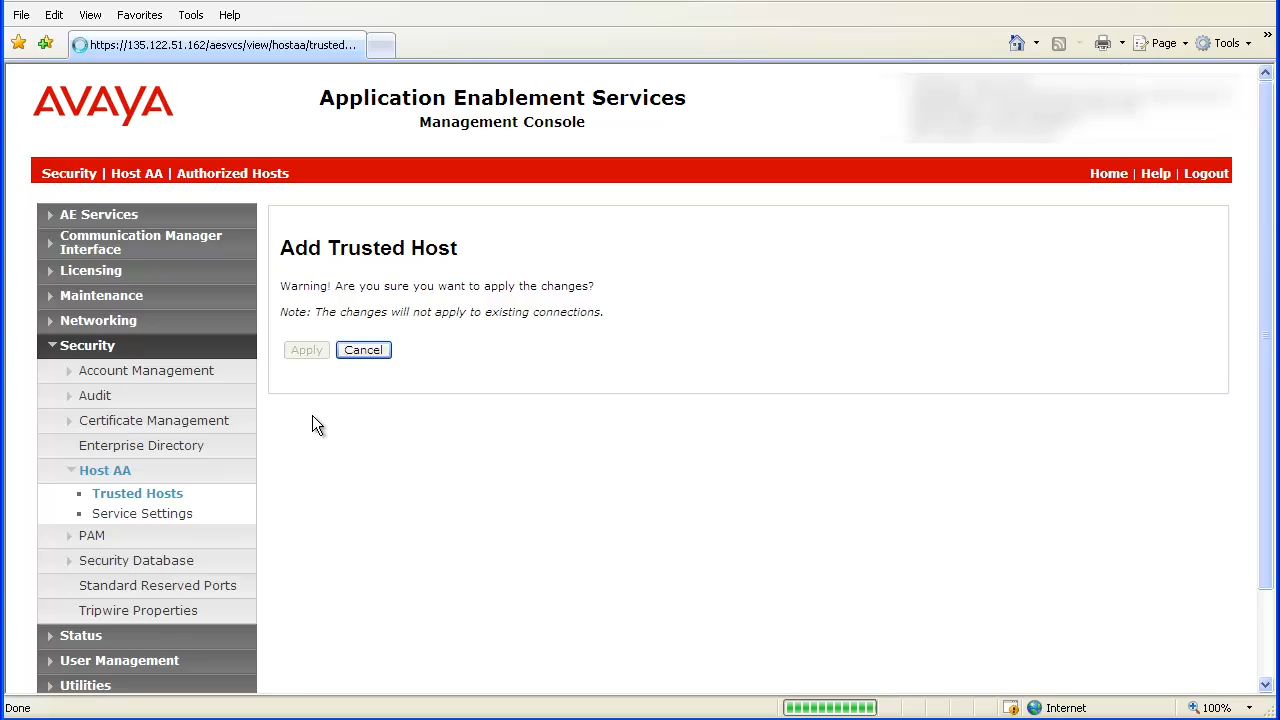 File Edit View Favorites Tools Help
https://135.122.51.162/aesvcs/view/hostaa/trusted...
Page Tools »
AVAYA
Application Enablement Services
Management Console
Security | Host AA | Authorized Hosts
Home | Help | Logout
AE Services
Communication Manager
Interface
Licensing
Maintenance
Networking
Security
Account Management
Audit
Certificate Management
Enterprise Directory
Host AA
Trusted Hosts
Service Settings
PAM
Security Database
Standard Reserved Ports
Tripwire Properties
Status
User Management
Utilities
Add Trusted Host
Warning! Are you sure you want to apply the changes?
Note: The changes will not apply to existing connections.
Apply Cancel
Done
Internet
100%